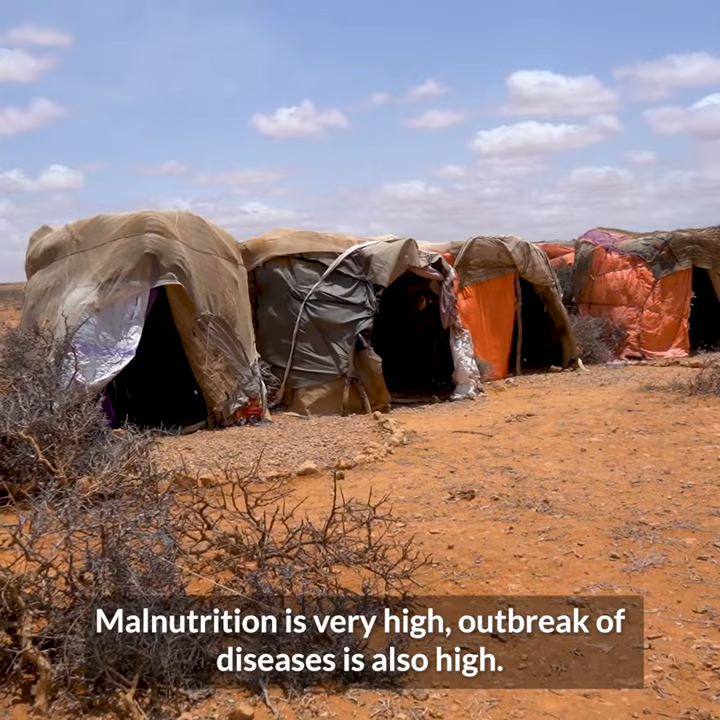 Malnutrition is very high, outbreak of
diseases is also high.